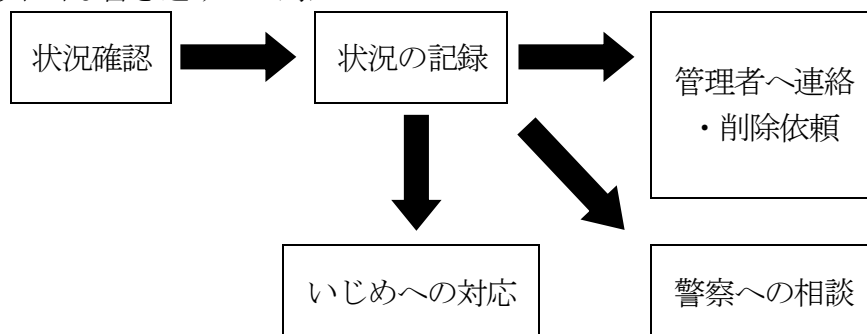 状況確認
状況の記録
管理者へ連絡
・削除依頼
いじめへの対応
警察への相談